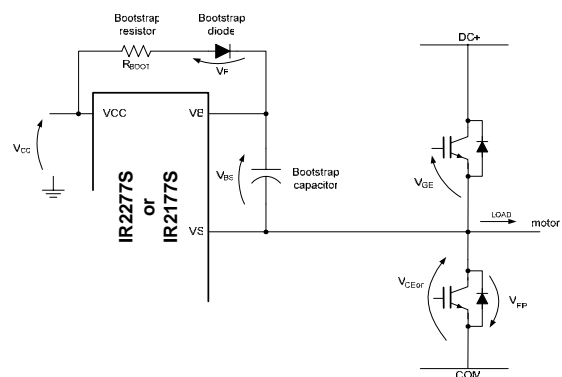 Bootstrap
resistor
Bootstrap
diode
DC+
RBOOT
VF
VCC
VB
VCC
IR2277S
or
IR2177S
VBS
Bootstrap
capacitor
VGE
VS
LOAD
motor
VCEon
VFP
COM